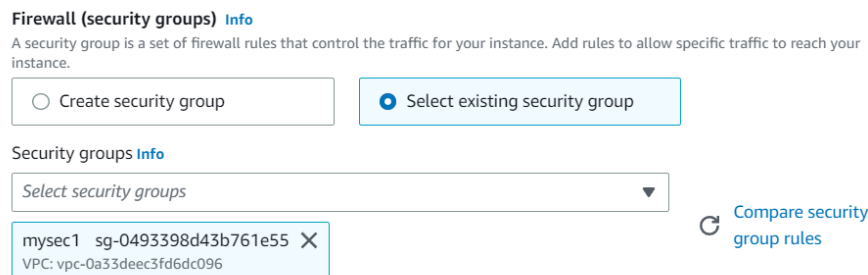 Firewall (security groups) Info
A security group is a set of firewall rules that control the traffic for your instance. Add rules to allow specific traffic to reach your
instance.
Create security group
Select existing security group
Security groups Info
Select security groups
Compare security
group rules
mysec1 sg-0493398d43b761e55
VPC: vpc-0a33deec3fd6dc096